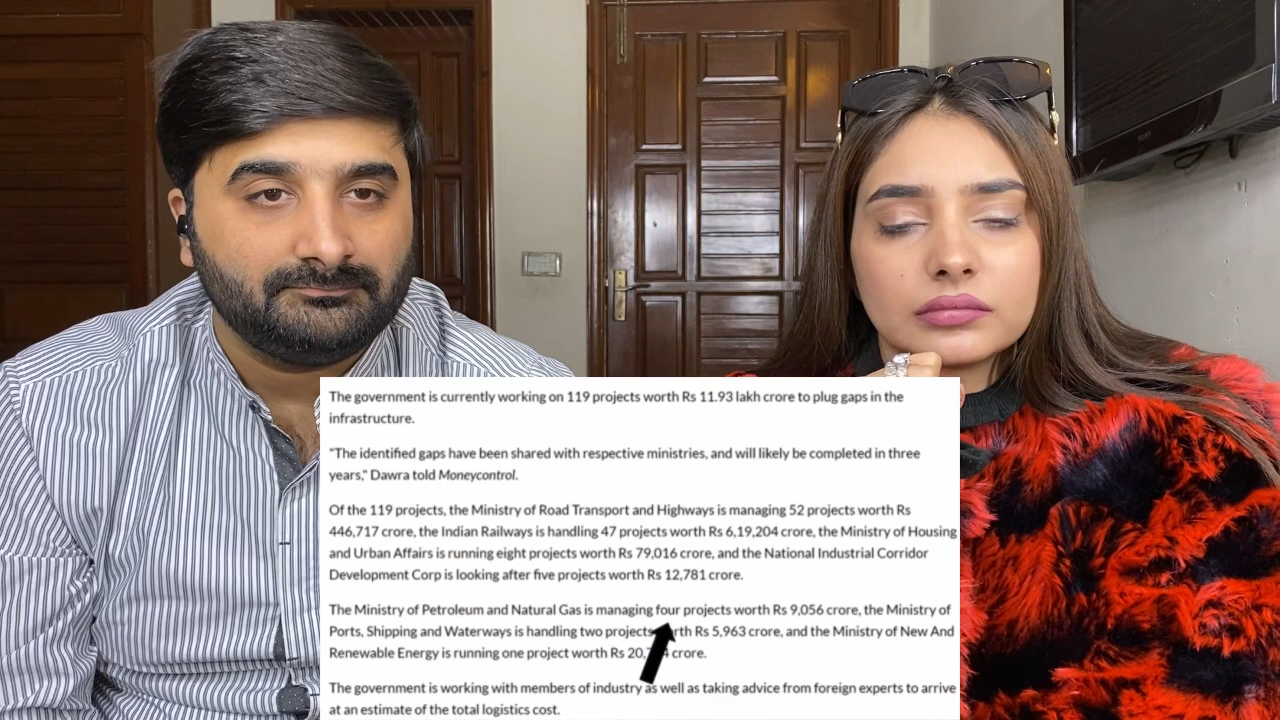 The government is currently working on 119 projects worth Rs 11.93 lakh crore to plug gaps in the
infrastructure.
"The identified gaps have been shared with respective ministries, and will likely be completed in three
years," Dawra told Moneycontrol.
Of the 119 projects, the Ministry of Road Transport and Highways is managing 52 projects worth Rs
446,717 crore, the Indian Railways is handling 47 projects worth Rs 6,19,204 crore, the Ministry of Housing
and Urban Affairs is running eight projects worth Rs 79,016 crore, and the National Industrial Corridor
Development Corp is looking after five projects worth Rs 12,781 crore.
The Ministry of Petroleum and Natural Gas is managing four projects worth Rs 9,056 crore, the Ministry of
Ports, Shipping and Waterways is handling two projects Rs 5,963 crore, and the Ministry of New And
Renewable Energy is running one project worth Rs crore.
The government is working with members of industry as well as taking advice from foreign experts to arrive
at an estimate of the total logistics cost.